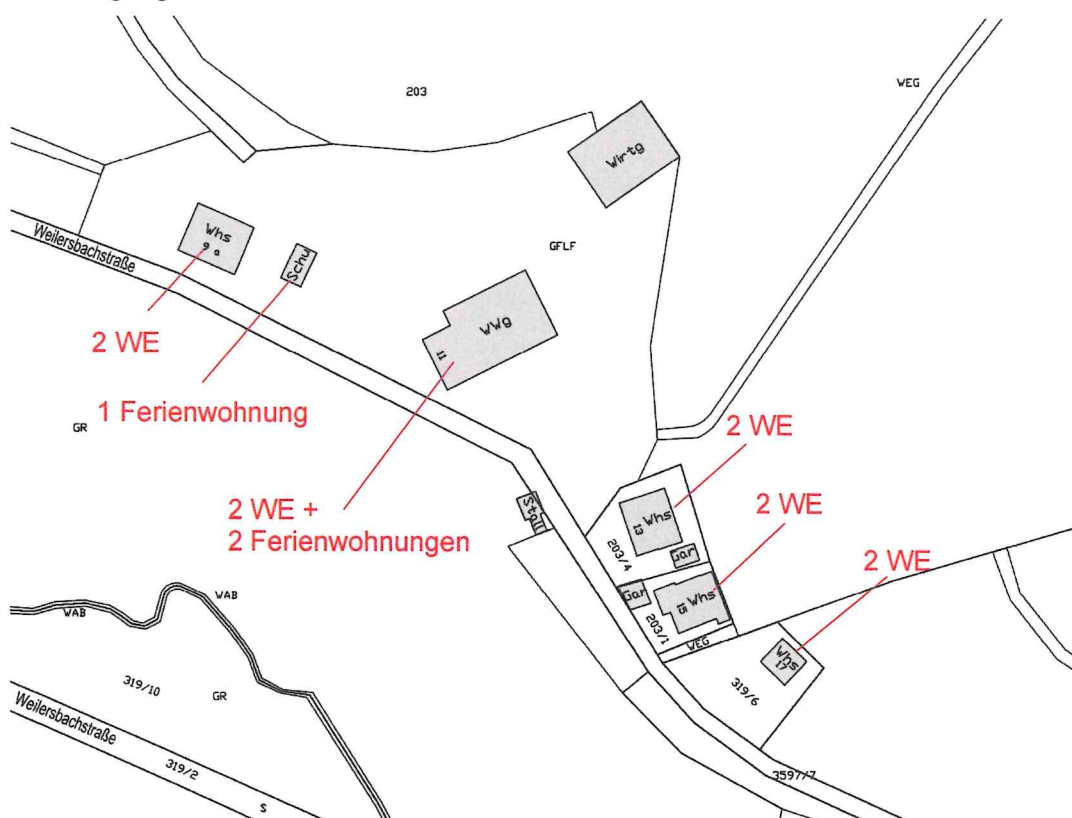 203
WEG
Wirtg
Weilersbachstraße
Whs
9 a
Schu
GFLF
WWg
11
2 WE
1 Ferienwohnung
GR
2 WE +
2 Ferienwohnungen
2 WE
2 WE
2 WE
Stall
13 Whs
Gar
203/4
Gar
15 Whs
203/1
WEG
Whs
17
319/6
WAB
WAB
319/10
GR
Weilersbachstraße
319/2
S
3597/7